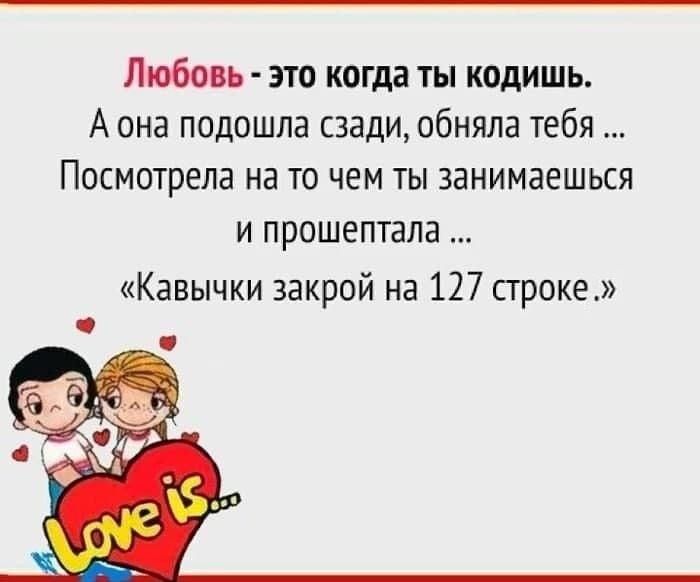 Любовь - это когда ты кодишь.
А она подошла сзади, обняла тебя ...
Посмотрела на то чем ты занимаешься
и прошептала ...
«Кавычки закрой на 127 строке.»
Love is...